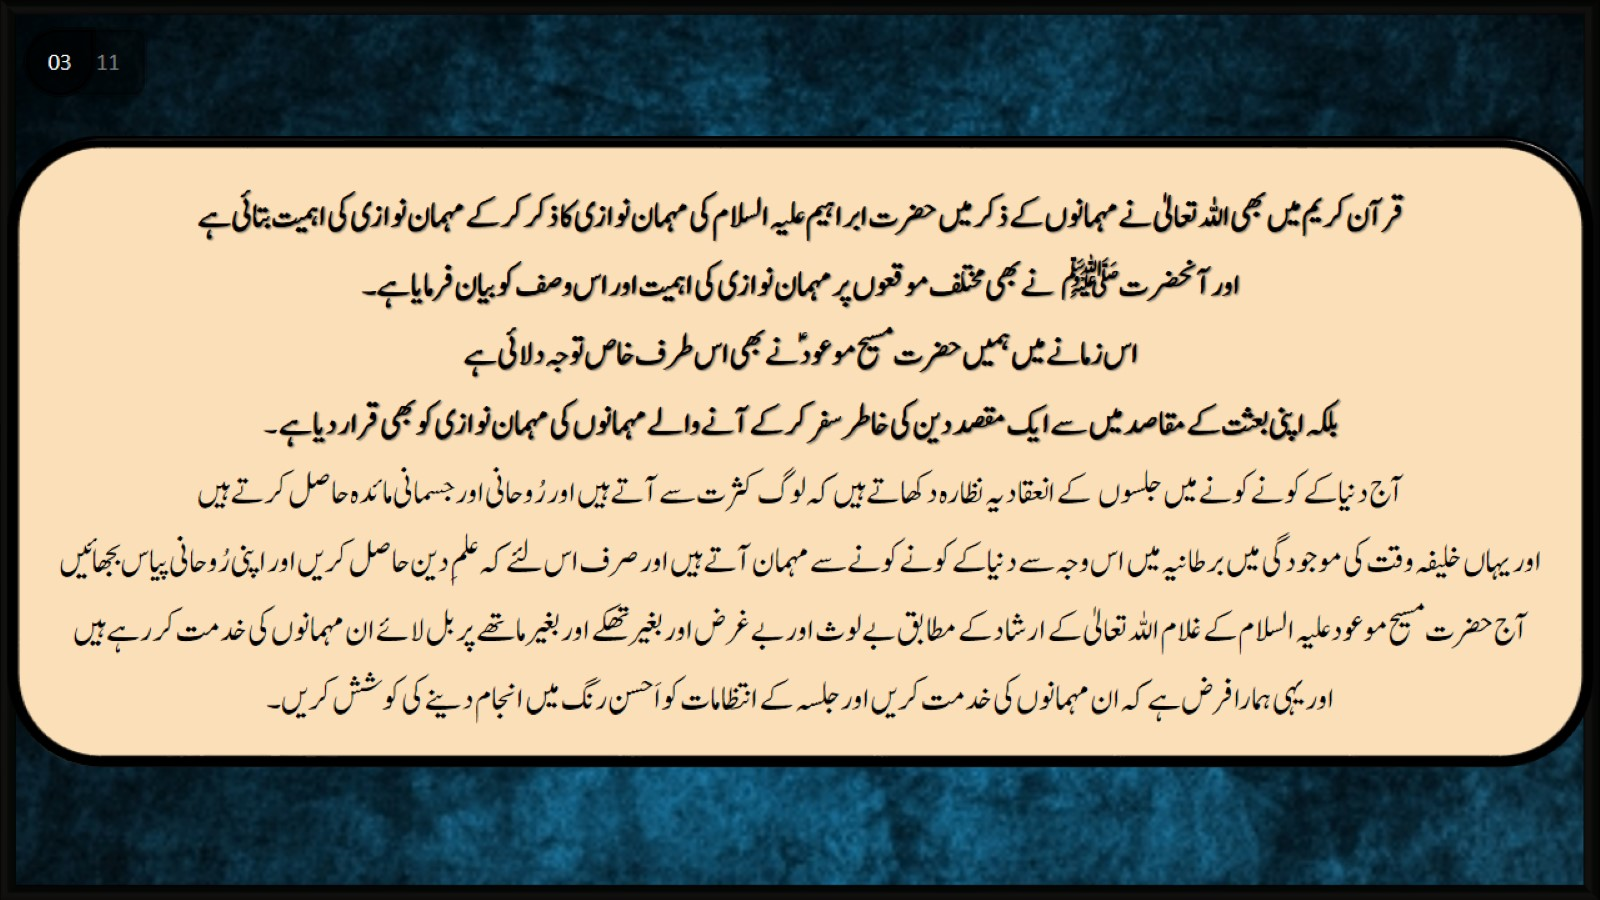 03 11
قرآن کریم میں بھی اللہ تعالیٰ نے مہمانوں کے ذکر میں حضرت ابراہیم علیہ السلام کی مہمان نوازی کا ذکر کر کے مہمان نوازی کی اہمیت بتائی ہے
اور آنحضرت ﷺ نے بھی مختلف موقعوں پر مہمان نوازی کی اہمیت اور اس وصف کو بیان فرمایا ہے۔
اس زمانے میں ہمیں حضرت مسیح موعودؑ نے بھی اس طرف خاص توجہ دلائی ہے
بلکہ اپنی بعثت کے مقاصد میں سے ایک مقصد دین کی خاطر سفر کر کے آنے والے مہمانوں کی مہمان نوازی کو بھی قرار دیا ہے۔
آج دنیا کے کونے کونے میں جلسوں کے انعقاد یہ نظارہ دکھاتے ہیں کہ لوگ کثرت سے آتے ہیں اور رُوحانی اور جسمانی مائدہ حاصل کرتے ہیں
اور یہاں خلیفہ وقت کی موجودگی میں برطانیہ میں اس وجہ سے دنیا کے کونے کونے سے مہمان آتے ہیں اور صرف اس لئے کہ علمِ دین حاصل کریں اور اپنی رُوحانی پیاس بجھائیں
آج حضرت مسیح موعود علیہ السلام کے غلام اللہ تعالیٰ کے ارشاد کے مطابق بے لوث اور بے غرض اور بغیر تھکے اور بغیر ماتھے پر بل لائے ان مہمانوں کی خدمت کر رہے ہیں
اور یہی ہمارا فرض ہے کہ ان مہمانوں کی خدمت کریں اور جلسہ کے انتظامات کو اَحسن رنگ میں انجام دینے کی کوشش کریں۔